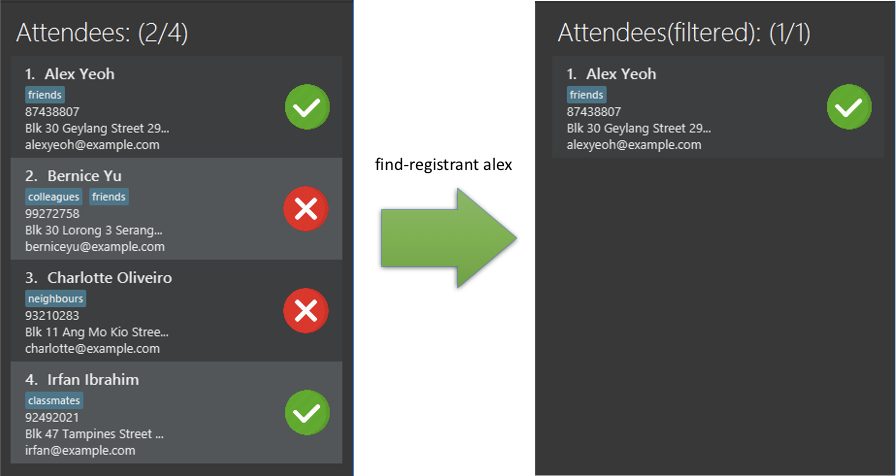 Attendees: (2/4)
1. Alex Yeoh
friends
87438807
Blk 30 Geylang Street 29...
alexyeoh@example.com
2. Bernice Yu
colleagues friends
99272758
Blk 30 Lorong 3 Serang...
berniceyu@example.com
3. Charlotte Oliveiro
neighbours
93210283
Blk 11 Ang Mo Kio Stree...
charlotte@example.com
4. Irfan Ibrahim
classmates
92492021
Blk 47 Tampines Street ...
irfan@example.com
find-registrant alex
Attendees(filtered): (1/1)
1. Alex Yeoh
friends
87438807
Blk 30 Geylang Street 29...
alexyeoh@example.com